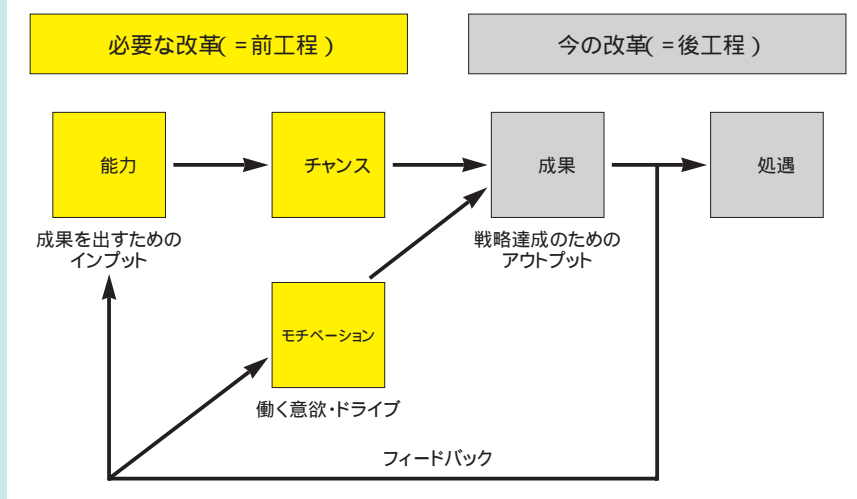 必要な改革(=前工程)
今の改革(=後工程)
能力
チャンス
成果
処遇
成果を出すための
インプット
戦略達成のための
アウトプット
モチベーション
働く意欲・ドライブ
フィードバック